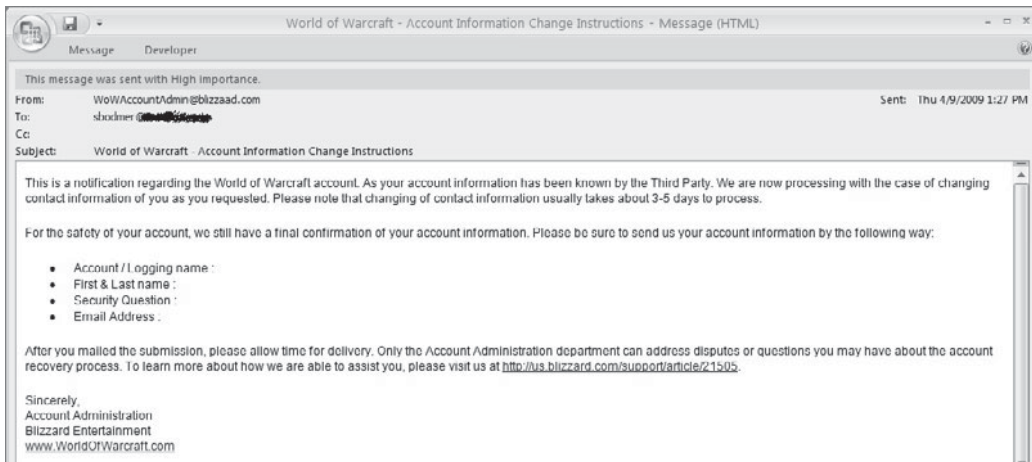 World of Warcraft - Account Information Change Instructions - Message (HTML)
Message Developer
This message was sent with High importance.
From: WoWAccountAdmin@blizzaad.com Sent: Thu 4/9/2009 1:27 PM
To: sbodmer@
Cc:
Subject: World of Warcraft - Account Information Change Instructions
This is a notification regarding the World of Warcraft account. As your account information has been known by the Third Party. We are now processing with the case of changing
contact information of you as you requested. Please note that changing of contact information usually takes about 3-5 days to process.
For the safety of your account, we still have a final confirmation of your account information. Please be sure to send us your account information by the following way:
• Account / Logging name :
• First & Last name :
• Security Question :
• Email Address :
After you mailed the submission, please allow time for delivery. Only the Account Administration department can address disputes or questions you may have about the account
recovery process. To learn more about how we are able to assist you, please visit us at http://us.blizzard.com/support/article/21505.
Sincerely,
Account Administration
Blizzard Entertainment
www.WorldOfWarcraft.com